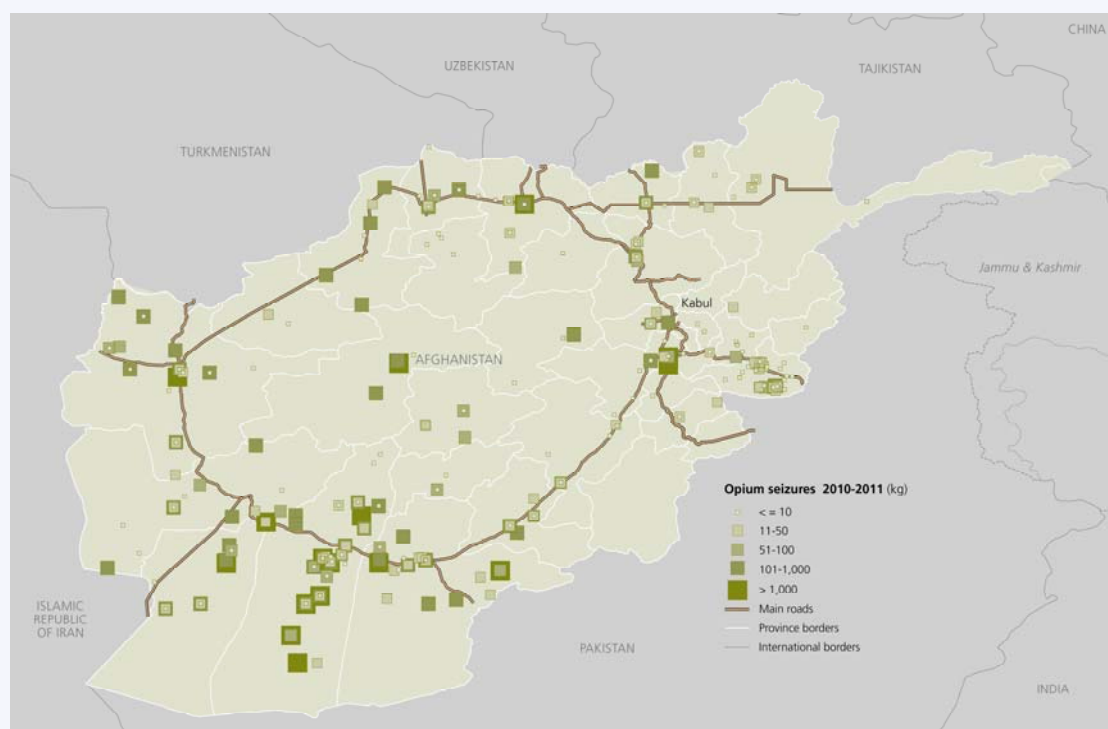 CHINA
UZBEKISTAN
TAJIKISTAN
TURKMENISTAN
Jammu & Kashmir
Kabul
AFGHANISTAN
Opium seizures 2010-2011 (kg)
< = 10
11-50
51-100
101-1,000
> 1,000
Main roads
Province borders
International borders
ISLAMIC
REPUBLIC
OF IRAN
PAKISTAN
INDIA